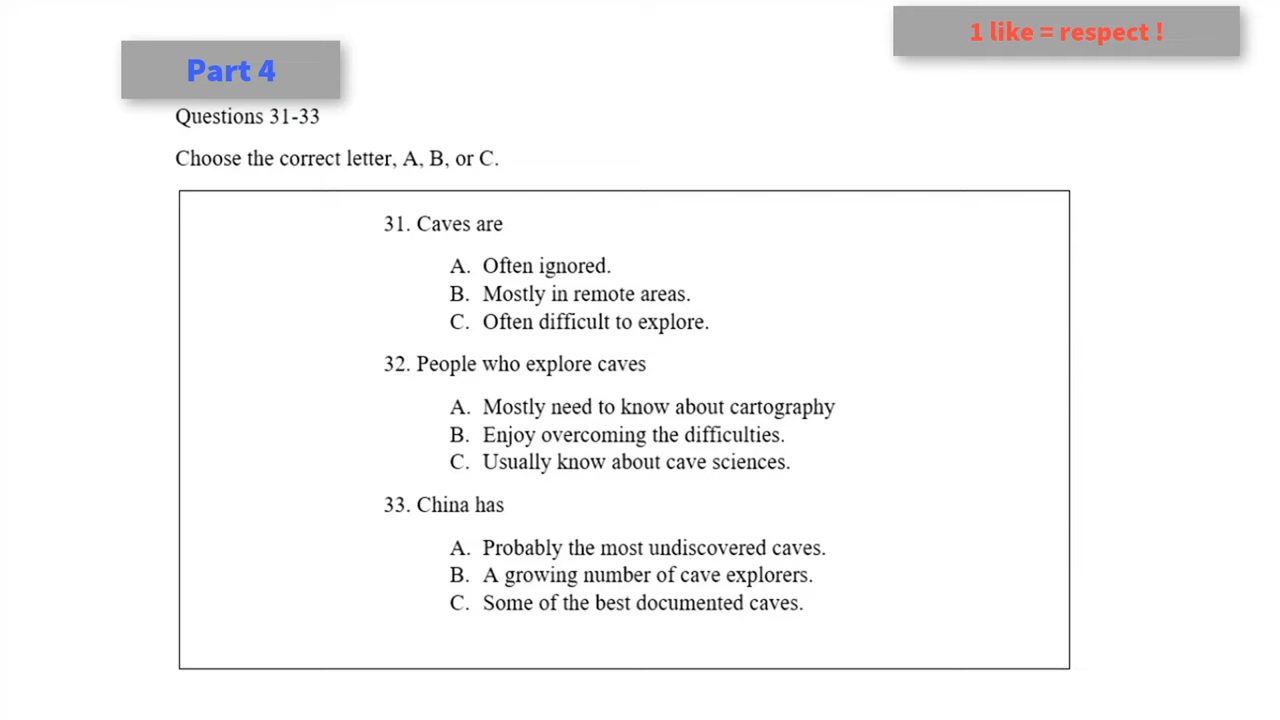 1 like = respect !
Part 4
Questions 31-33
Choose the correct letter, A, B, or C.
31. Caves are
A. Often ignored.
B. Mostly in remote areas.
C. Often difficult to explore.
32. People who explore caves
A. Mostly need to know about cartography
B. Enjoy overcoming the difficulties.
C. Usually know about cave sciences.
33. China has
A. Probably the most undiscovered caves.
B. A growing number of cave explorers.
C. Some of the best documented caves.